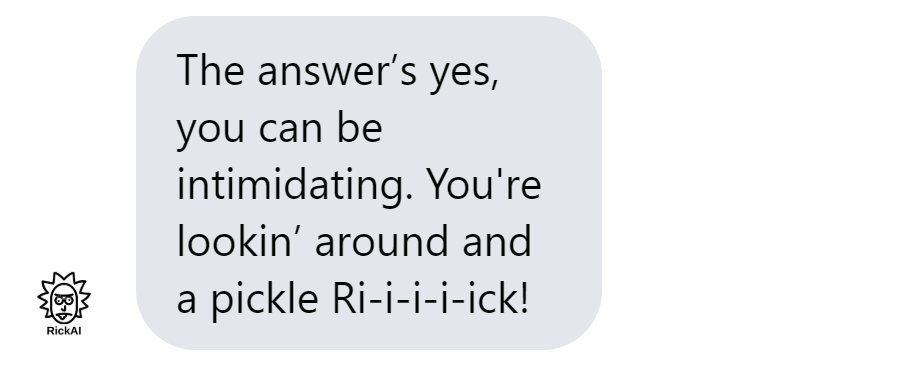 The answer’s yes,
you can be
intimidating. You're
lookin’ around and
a pickle Ri-i-i-i-ick!
RickAI